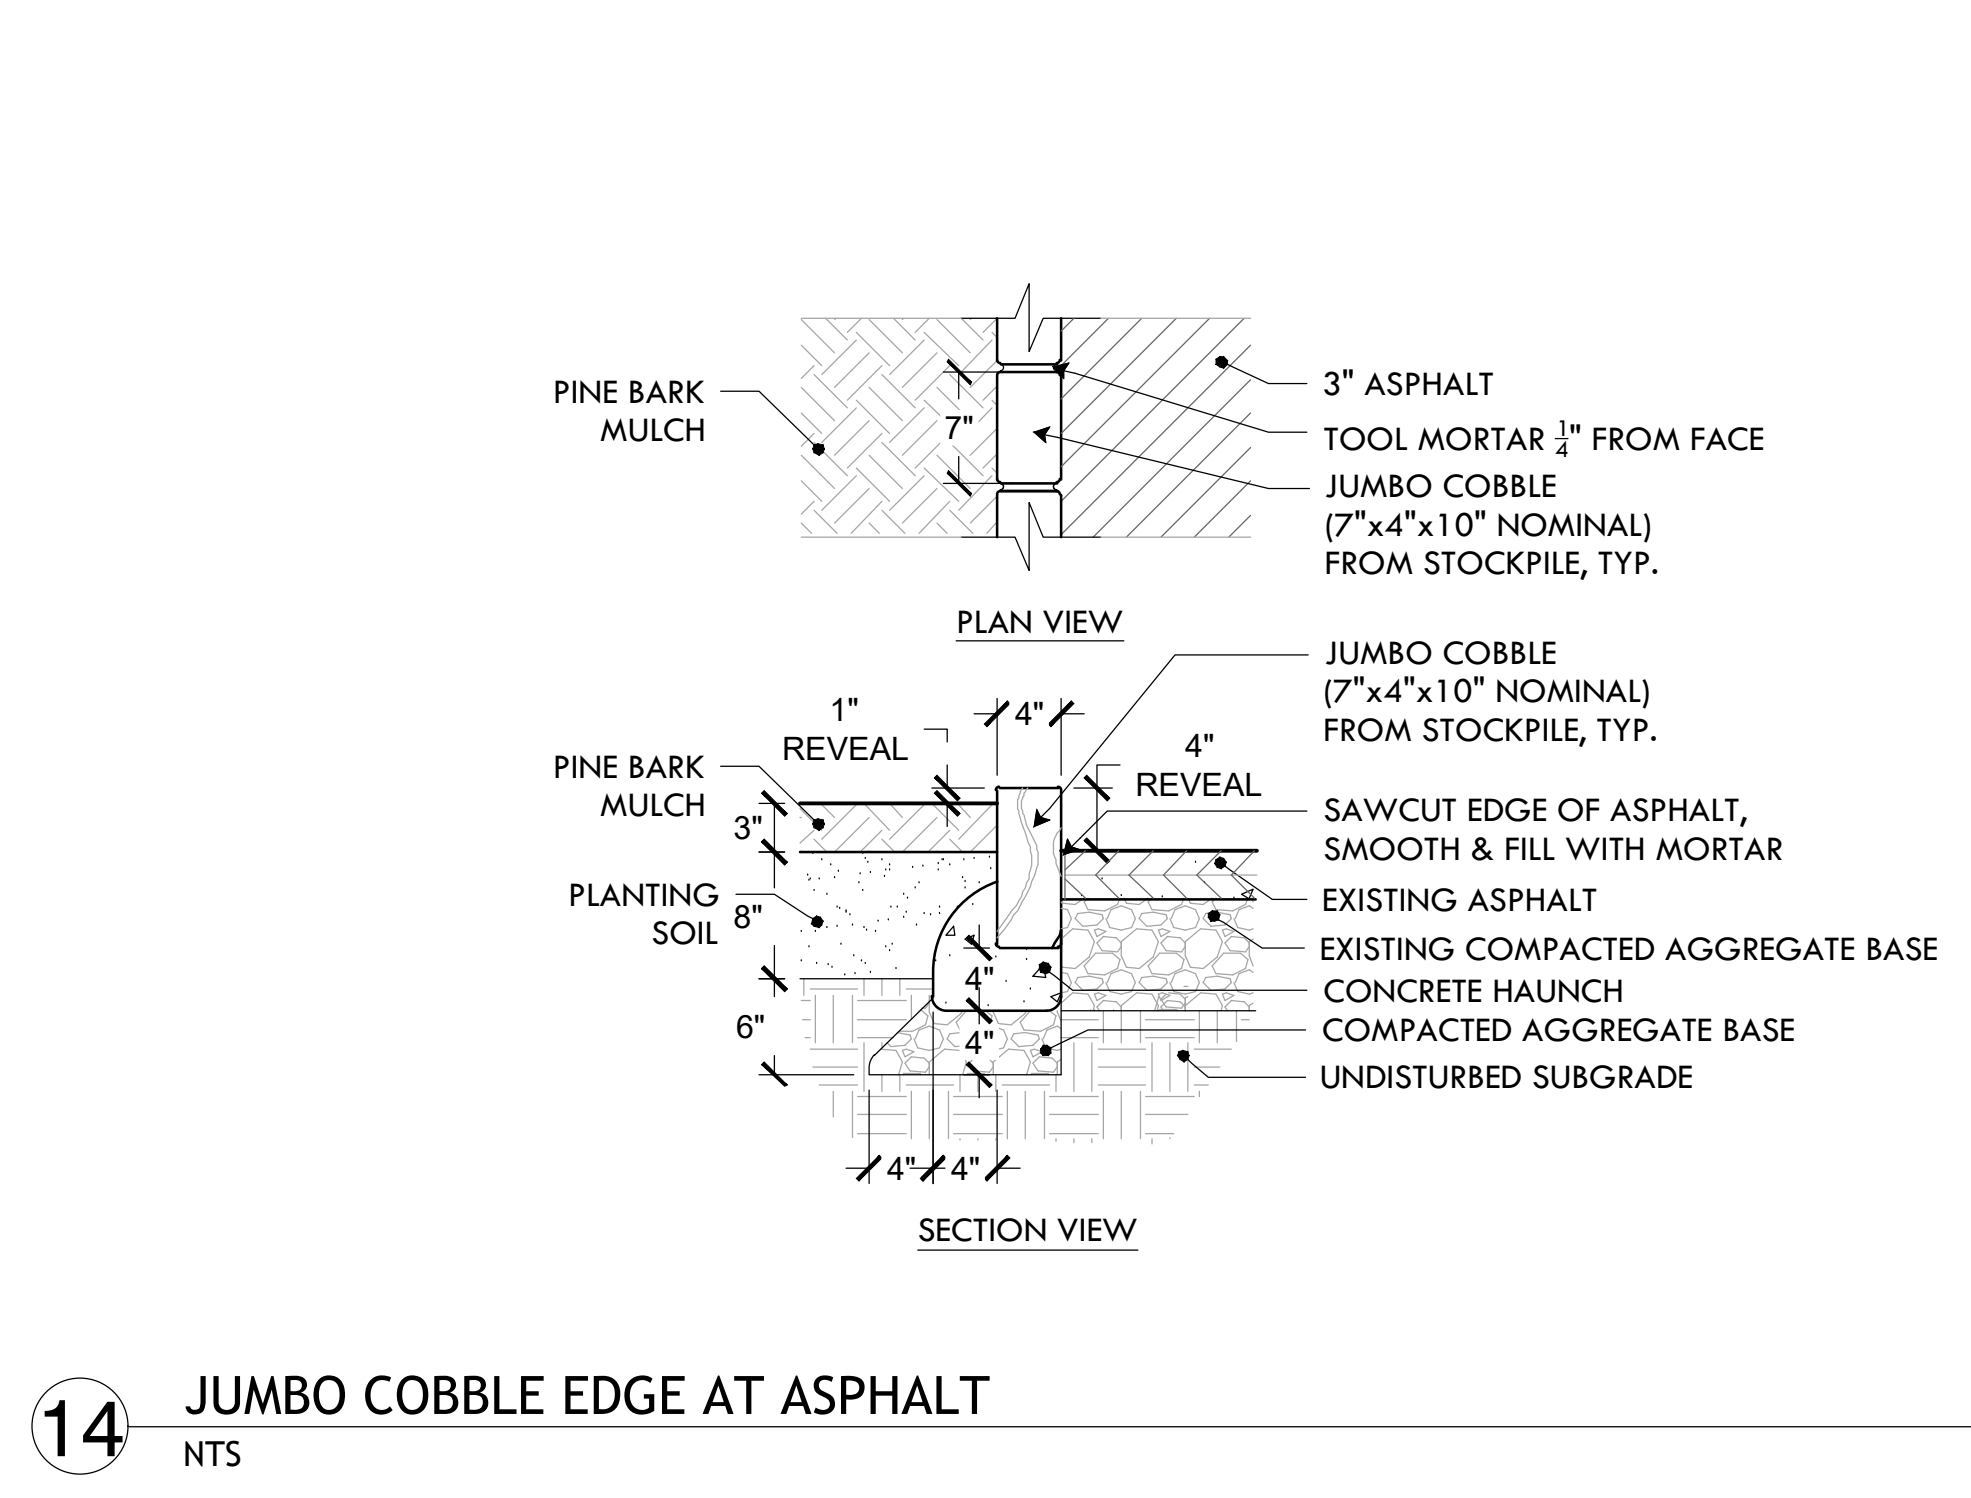 PINE BARK
MULCH
7"
3" ASPHALT
TOOL MORTAR 1/4" FROM FACE
JUMBO COBBLE
(7"x4"x10" NOMINAL)
FROM STOCKPILE, TYP.
PLAN VIEW
JUMBO COBBLE
(7"x4"x10" NOMINAL)
FROM STOCKPILE, TYP.
1"
REVEAL
4"
4"
REVEAL
PINE BARK
MULCH
3"
SAWCUT EDGE OF ASPHALT,
SMOOTH & FILL WITH MORTAR
PLANTING
SOIL
8"
EXISTING ASPHALT
EXISTING COMPACTED AGGREGATE BASE
4"
CONCRETE HAUNCH
6"
4"
COMPACTED AGGREGATE BASE
UNDISTURBED SUBGRADE
4"
4"
SECTION VIEW
14
JUMBO COBBLE EDGE AT ASPHALT
NTS